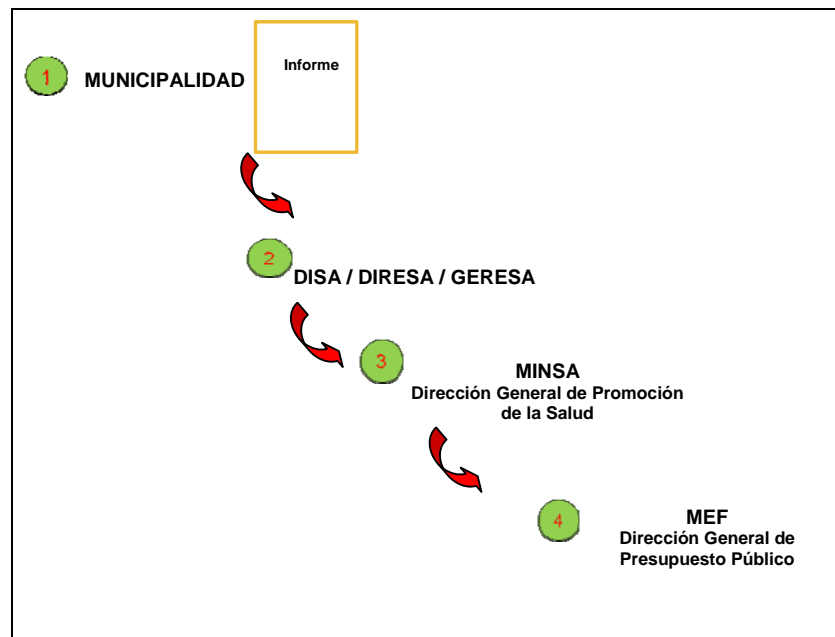 Informe
1
MUNICIPALIDAD
2
DISA / DIRESA / GERESA
3
MINSA
Dirección General de Promoción
de la Salud
4
MEF
Dirección General de
Presupuesto Público